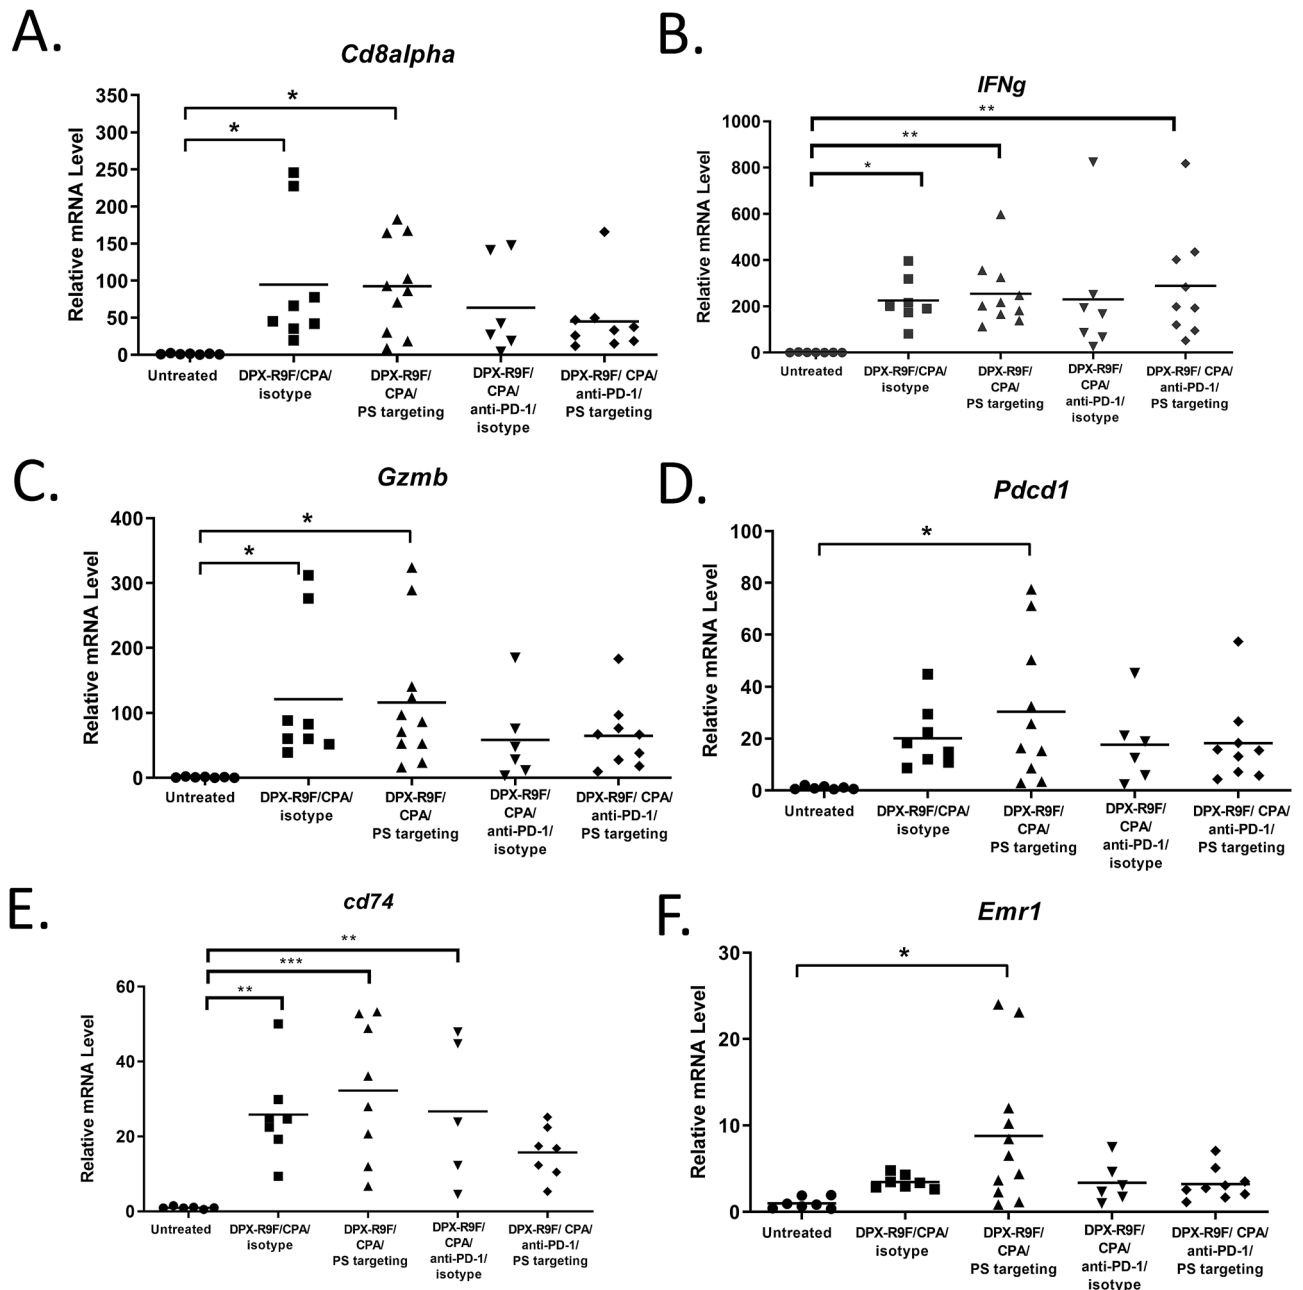 A.
Cd8alpha
*
*
Relative mRNA Level
350
300
250
200
150
100
50
0
Untreated
DPX-R9F/CPA/
isotype
DPX-R9F/
CPA/
PS targeting
DPX-R9F/
CPA/
anti-PD-1/
isotype
DPX-R9F/ CPA/
anti-PD-1/
PS targeting
B.
IFNg
**
**
*
Relative mRNA Level
1000
800
600
400
200
0
Untreated
DPX-R9F/CPA/
isotype
DPX-R9F/
CPA/
PS targeting
DPX-R9F/
CPA/
anti-PD-1/
isotype
DPX-R9F/ CPA/
anti-PD-1/
PS targeting
C.
Gzmb
*
*
Relative mRNA Level
400
300
200
100
0
Untreated
DPX-R9F/CPA/
isotype
DPX-R9F/
CPA/
PS targeting
DPX-R9F/
CPA/
anti-PD-1/
isotype
DPX-R9F/ CPA/
anti-PD-1/
PS targeting
D.
Pdcd1
*
Relative mRNA Level
100
80
60
40
20
0
Untreated
DPX-R9F/CPA/
isotype
DPX-R9F/
CPA/
PS targeting
DPX-R9F/
CPA/
anti-PD-1/
isotype
DPX-R9F/ CPA/
anti-PD-1/
PS targeting
E.
cd74
**
***
**
Relative mRNA Level
60
40
20
0
Untreated
DPX-R9F/CPA/
isotype
DPX-R9F/
CPA/
PS targeting
DPX-R9F/
CPA/
anti-PD-1/
isotype
DPX-R9F/ CPA/
anti-PD-1/
PS targeting
F.
Emr1
*
Relative mRNA Level
30
20
10
0
Untreated
DPX-R9F/CPA/
isotype
DPX-R9F/
CPA/
PS targeting
DPX-R9F/
CPA/
anti-PD-1/
isotype
DPX-R9F/ CPA/
anti-PD-1/
PS targeting